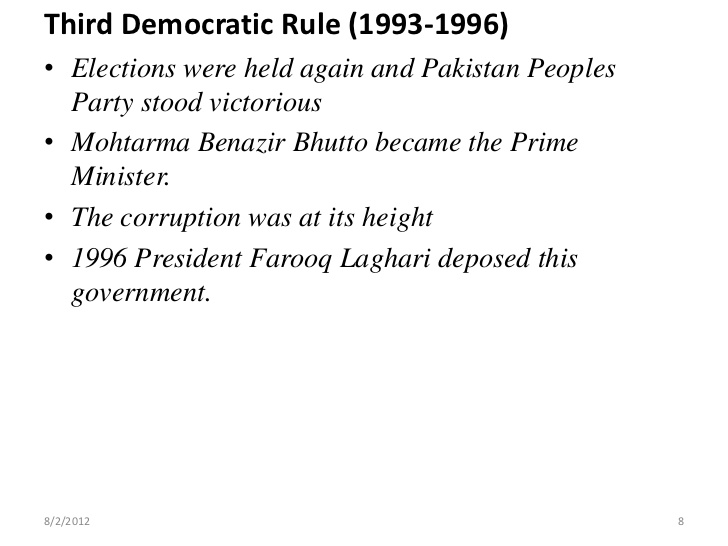 Third Democratic Rule (1993-1996)
• Elections were held again and Pakistan Peoples
Party stood victorious
• Mohtarma Benazir Bhutto became the Prime
Minister.
• The corruption was at its height
• 1996 President Farooq Laghari deposed this
government.
8/2/2012
8